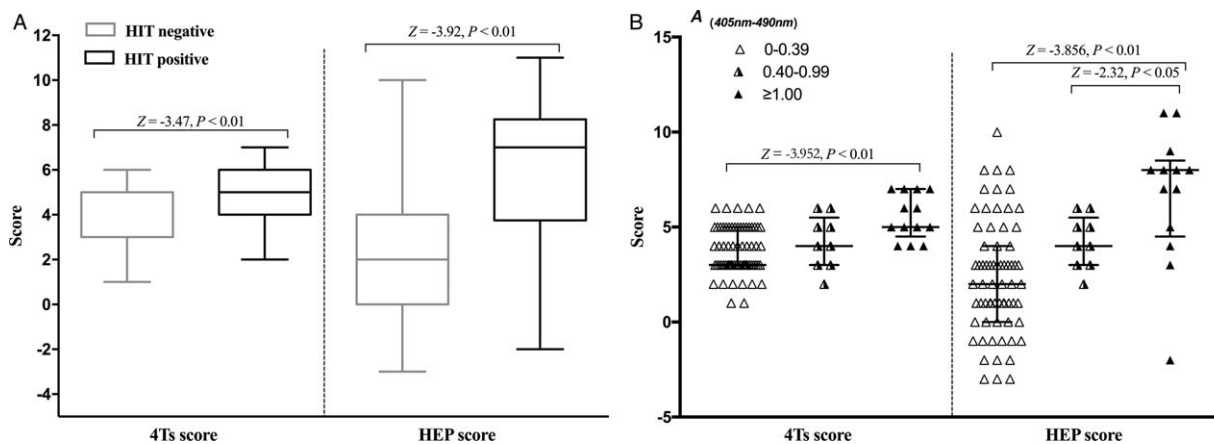 A
HIT negative
HIT positive
Z = -3.47, P < 0.01
Z = -3.92, P < 0.01
Score
12
10
8
6
4
2
0
-2
-4
4Ts score
HEP score
B
A (405nm-490nm)
0-0.39
0.40-0.99
≥1.00
Z = -3.952, P < 0.01
Z = -3.856, P < 0.01
Z = -2.32, P < 0.05
Score
15
10
5
0
-5
4Ts score
HEP score